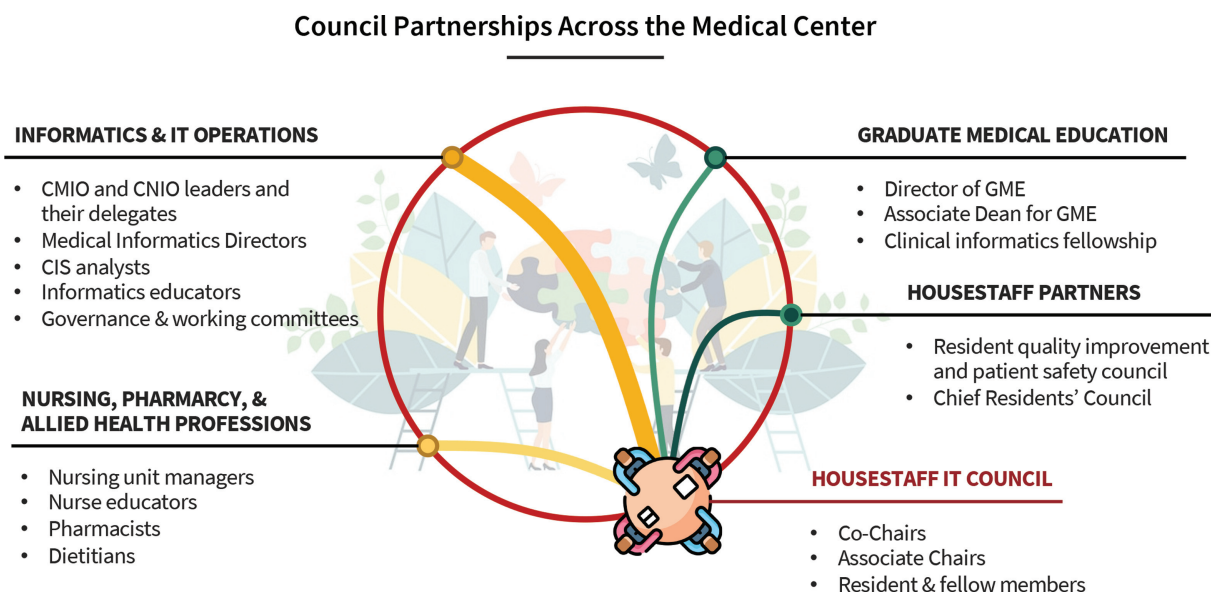 Council Partnerships Across the Medical Center
INFORMATICS & IT OPERATIONS
• CMIO and CNIO leaders and
their delegates
• Medical Informatics Directors
• CIS analysts
• Informatics educators
• Governance & working committees
NURSING, PHARMARCY, &
ALLIED HEALTH PROFESSIONS
• Nursing unit managers
• Nurse educators
• Pharmacists
• Dietitians
GRADUATE MEDICAL EDUCATION
• Director of GME
• Associate Dean for GME
• Clinical informatics fellowship
HOUSESTAFF PARTNERS
• Resident quality improvement
and patient safety council
• Chief Residents’ Council
HOUSESTAFF IT COUNCIL
• Co-Chairs
• Associate Chairs
• Resident & fellow members